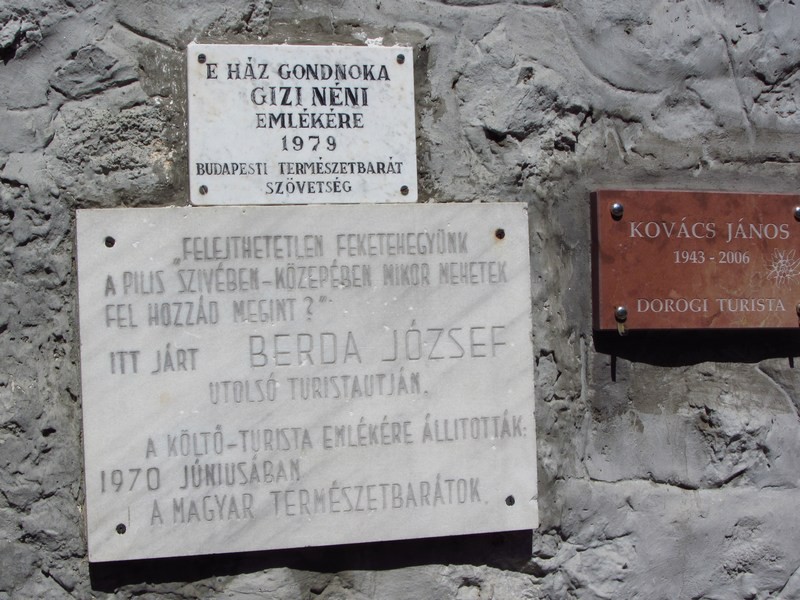 E HÁZ GONDNOKA
GIZI NÉNI
EMLÉKÉRE
1979
BUDAPESTI TERMÉSZETBARÁT
SZÖVETSÉG
„FELEJTHETETLEN FEKETEHEGYÜNK
A PILIS SZIVÉBEN-KÖZEPÉBEN MIKOR MEHETEK
FEL HOZZÁD MEGINT?”
ITT JÁRT BERDA JÓZSEF
UTOLSÓ TURISTAUTJÁN.
A KÖLTŐ-TURISTA EMLÉKÉRE ÁLLITOTTÁK:
1970 JÚNIUSÁBAN
A MAGYAR TERMÉSZETBARÁTOK.
KOVÁCS JÁNOS
1943 - 2006
DOROGI TURISTA